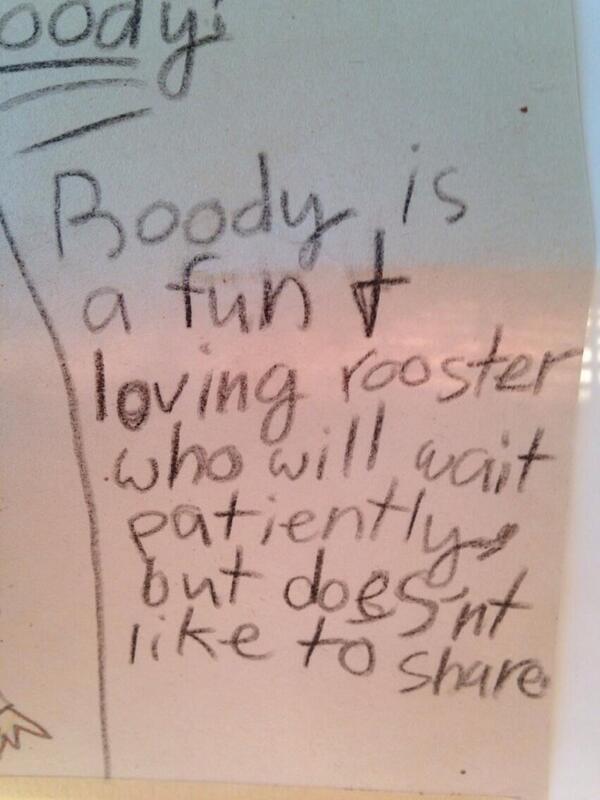 oody:
Boody is
a fun +
loving rooster
who will wait
patiently,
but does'nt
like to share.